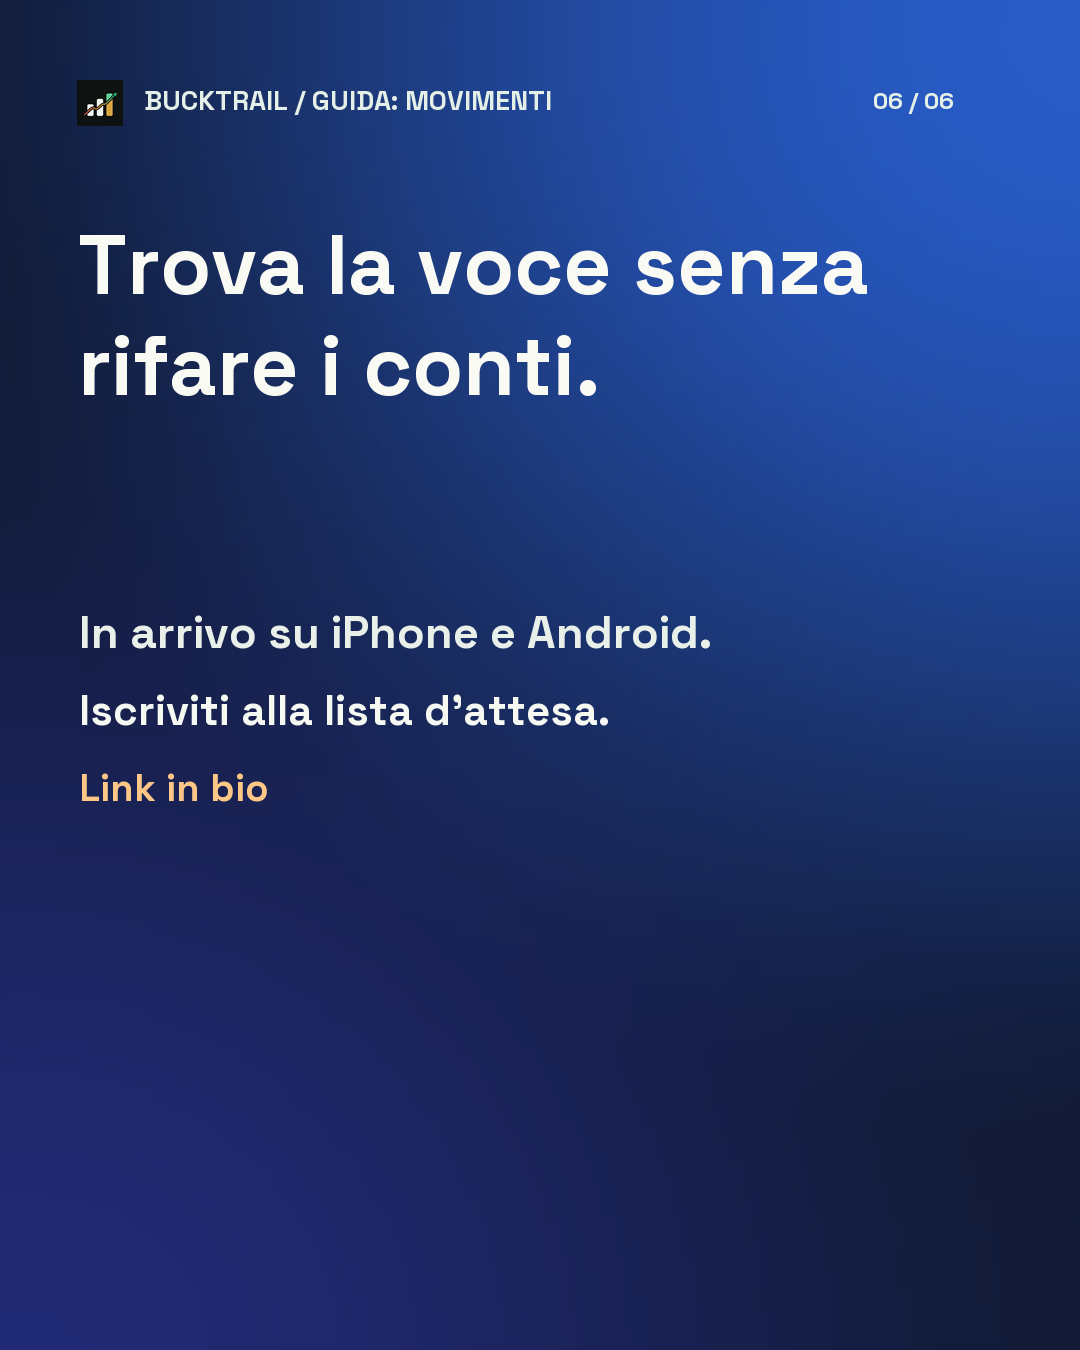 BUCKTRAIL / GUIDA: MOVIMENTI
06 / 06
Trova la voce senza
rifare i conti.
In arrivo su iPhone e Android.
Iscriviti alla lista d’attesa.
Link in bio